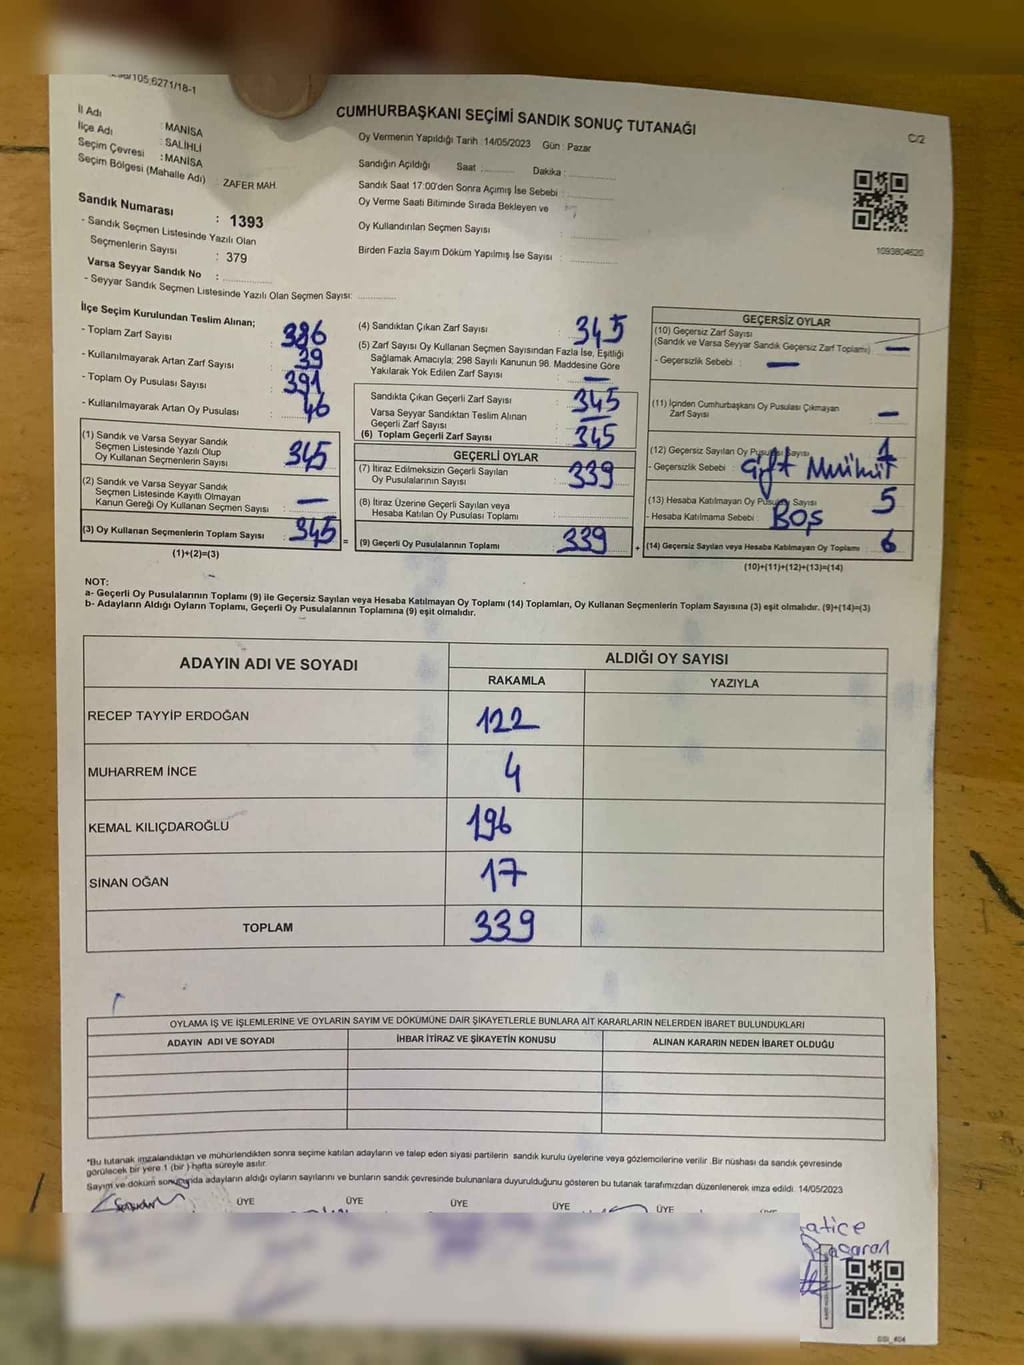 CUMHURBAŞKANI SEÇİMİ SANDIK SONUÇ TUTANAĞI
C/2
İl Adı : MANİSA
İlçe Adı : SALİHLİ
Seçim Çevresi : MANİSA
Seçim Bölgesi (Mahalle Adı) : ZAFER MAH.
Sandık Numarası : 1393
- Sandık Seçmen Listesinde Yazılı Olan
Seçmenlerin Sayısı : 379
Varsa Seyyar Sandık No :
- Seyyar Sandık Seçmen Listesinde Yazılı Olan Seçmen Sayısı:
Oy Vermenin Yapıldığı Tarih : 14/05/2023 Gün : Pazar
Sandığın Açıldığı Saat : Dakika :
Sandık Saat 17:00'den Sonra Açımış İse Sebebi :
Oy Verme Saati Bitiminde Sırada Bekleyen ve
Oy Kullandırılan Seçmen Sayısı :
Birden Fazla Sayım Döküm Yapılmış İse Sayısı :
1093804620
İlçe Seçim Kurulundan Teslim Alınan;
- Toplam Zarf Sayısı : 386
- Kullanılmayarak Artan Zarf Sayısı : 39
- Toplam Oy Pusulası Sayısı : 391
- Kullanılmayarak Artan Oy Pusulası : 46
(1) Sandık ve Varsa Seyyar Sandık
Seçmen Listesinde Yazılı Olup
Oy Kullanan Seçmenlerin Sayısı : 345
(2) Sandık ve Varsa Seyyar Sandık
Seçmen Listesinde Kayıtlı Olmayan
Kanun Gereği Oy Kullanan Seçmen Sayısı : —
(3) Oy Kullanan Seçmenlerin Toplam Sayısı : 345 =
(1)+(2)=(3)
(4) Sandıktan Çıkan Zarf Sayısı : 345
(5) Zarf Sayısı Oy Kullanan Seçmen Sayısından Fazla İse, Eşitliği
Sağlamak Amacıyla, 298 Sayılı Kanunun 98. Maddesine Göre
Yakılarak Yok Edilen Zarf Sayısı : —
Sandıkta Çıkan Geçerli Zarf Sayısı : 345
Varsa Seyyar Sandıktan Teslim Alınan
Geçerli Zarf Sayısı : —
(6) Toplam Geçerli Zarf Sayısı : 345
GEÇERLİ OYLAR
(7) İtiraz Edilmeksizin Geçerli Sayılan
Oy Pusulalarının Sayısı : 339
(8) İtiraz Üzerine Geçerli Sayılan veya
Hesaba Katılan Oy Pusulası Toplamı :
(9) Geçerli Oy Pusulalarının Toplamı : 339 +
GEÇERSİZ OYLAR
(10) Geçersiz Zarf Sayısı
(Sandık ve Varsa Seyyar Sandık Geçersiz Zarf Toplamı) : —
- Geçersizlik Sebebi : —
(11) İçinden Cumhurbaşkanı Oy Pusulası Çıkmayan
Zarf Sayısı : —
(12) Geçersiz Sayılan Oy Pusulası Sayısı : 1
- Geçersizlik Sebebi : Çift
(13) Hesaba Katılmayan Oy Pusulası Sayısı : 5
- Hesaba Katılmama Sebebi : BOŞ
(14) Geçersiz Sayılan veya Hesaba Katılmayan Oy Toplamı : 6
(10)+(11)+(12)+(13)=(14)
NOT:
a- Geçerli Oy Pusulalarının Toplamı (9) ile Geçersiz Sayılan veya Hesaba Katılmayan Oy Toplamı (14) Toplamları, Oy Kullanan Seçmenlerin Toplam Sayısına (3) eşit olmalıdır. (9)+(14)=(3)
b- Adayların Aldığı Oyların Toplamı, Geçerli Oy Pusulalarının Toplamına (9) eşit olmalıdır.
ADAYIN ADI VE SOYADI
ALDIĞI OY SAYISI
RAKAMLA
YAZIYLA
RECEP TAYYİP ERDOĞAN 122
MUHARREM İNCE 4
KEMAL KILIÇDAROĞLU 196
SİNAN OĞAN 17
TOPLAM 339
OYLAMA İŞ VE İŞLEMLERİNE VE OYLARIN SAYIM VE DÖKÜMÜNE DAİR ŞİKAYETLERLE BUNLARA AİT KARARLARIN NELERDEN İBARET BULUNDUKLARI
ADAYIN ADI VE SOYADI
İHBAR İTİRAZ VE ŞİKAYETİN KONUSU
ALINAN KARARIN NEDEN İBARET OLDUĞU
*Bu tutanak imzalandıktan ve mühürlendikten sonra seçime katılan adayların ve talep eden siyasi partilerin sandık kurulu üyelerine veya gözlemcilerine verilir. Bir nüshası da sandık çevresinde
görülecek bir yere 1 (bir ) hafta süreyle asılır.
Sayım ve döküm sonucunda adayların aldığı oyların sayılarını ve bunların sandık çevresinde bulunanlara duyurulduğunu gösteren bu tutanak tarafımızdan düzenlenerek imza edildi. 14/05/2023
ÜYE ÜYE ÜYE ÜYE ÜYE